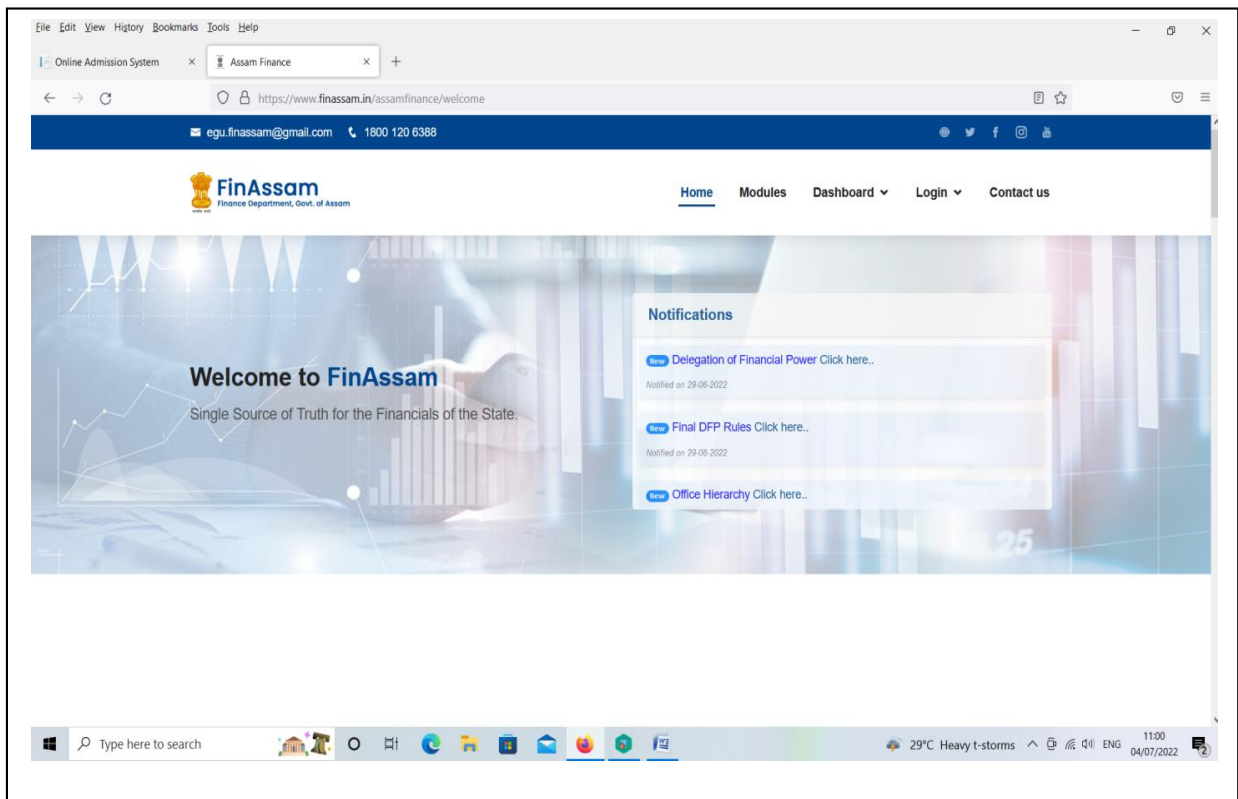 File Edit View History Bookmarks Tools Help
Online Admission System
Assam Finance
https://www.finassam.in/assamfinance/welcome
egu.finassam@gmail.com 1800 120 6388
FinAssam
Finance Department, Govt. of Assam
Home Modules Dashboard Login Contact us
Notifications
New Delegation of Financial Power Click here..
Notified on 29-06-2022
Welcome to FinAssam
Single Source of Truth for the Financials of the State.
New Final DFP Rules Click here..
Notified on 29-06-2022
New Office Hierarchy Click here..
25
Type here to search
29°C Heavy t-storms ENG
11:00
04/07/2022
2